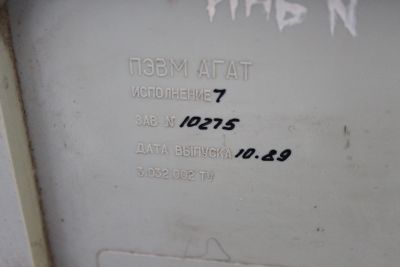 ПЭВМ АГАТ
ИСПОЛНЕНИЕ 7
ЗАВ. № 10275
ДАТА ВЫПУСКА 10.89
3.032.002 ТУ